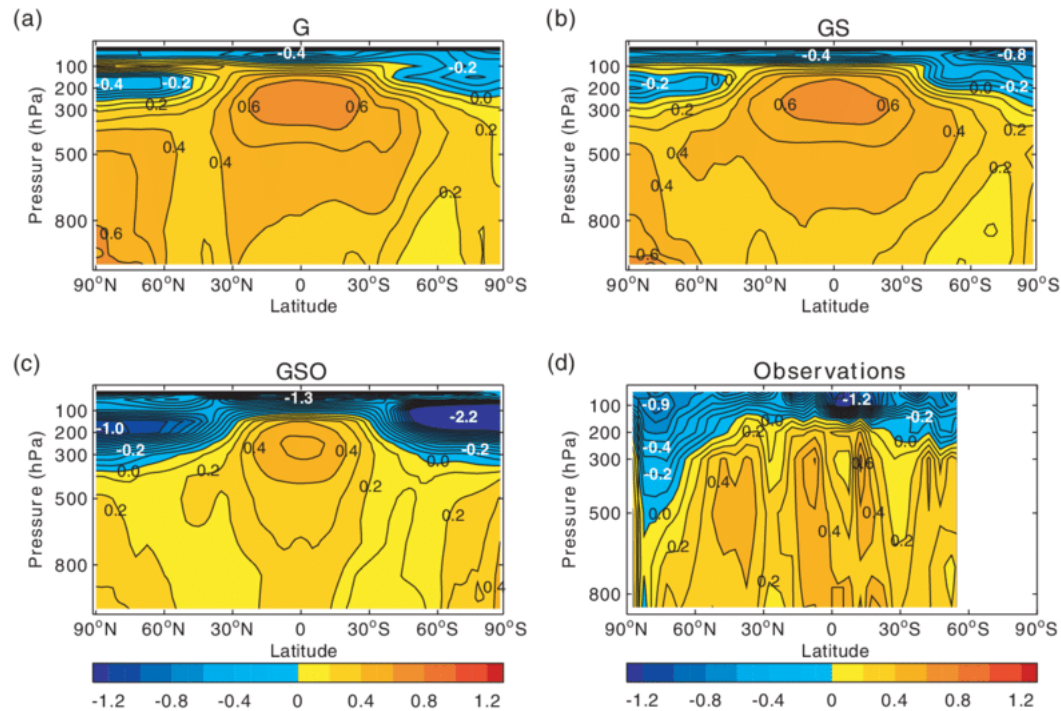 (a) G
-0.4
100
-0.4 -0.2 -0.2
200 0.2 0.0
300 0.6 0.6 0.2
0.4
500 0.4 0.4
0.2
800
0.6
Pressure (hPa)
90°N 60°N 30°N 0 30°S 60°S 90°S
Latitude
(b) GS
-0.4 -0.8
100 0.0
-0.2 -0.2
200 0.0
300 0.2 0.6 0.6
0.4 0.2
500 0.4
0.4 0.2
800
0.6
Pressure (hPa)
90°N 60°N 30°N 0 30°S 60°S 90°S
Latitude
(c) GSO
-1.3
100 -2.2
-1.0
200
-0.2 0.4 0.4 -0.2
300
0.0 0.2 0.0
500 0.2 0.2
800
0.4
Pressure (hPa)
90°N 60°N 30°N 0 30°S 60°S 90°S
Latitude
-1.2 -0.8 -0.4 0 0.4 0.8 1.2
(d) Observations
-0.9 -1.2
100
0.0 -0.2
200 0.2 0.0
-0.4
300 -0.2 0.6
0.4
500 0.0 0.4 0.4
0.2 0.2
0.2
800
Pressure (hPa)
90°N 60°N 30°N 0 30°S 60°S 90°S
Latitude
-1.2 -0.8 -0.4 0 0.4 0.8 1.2